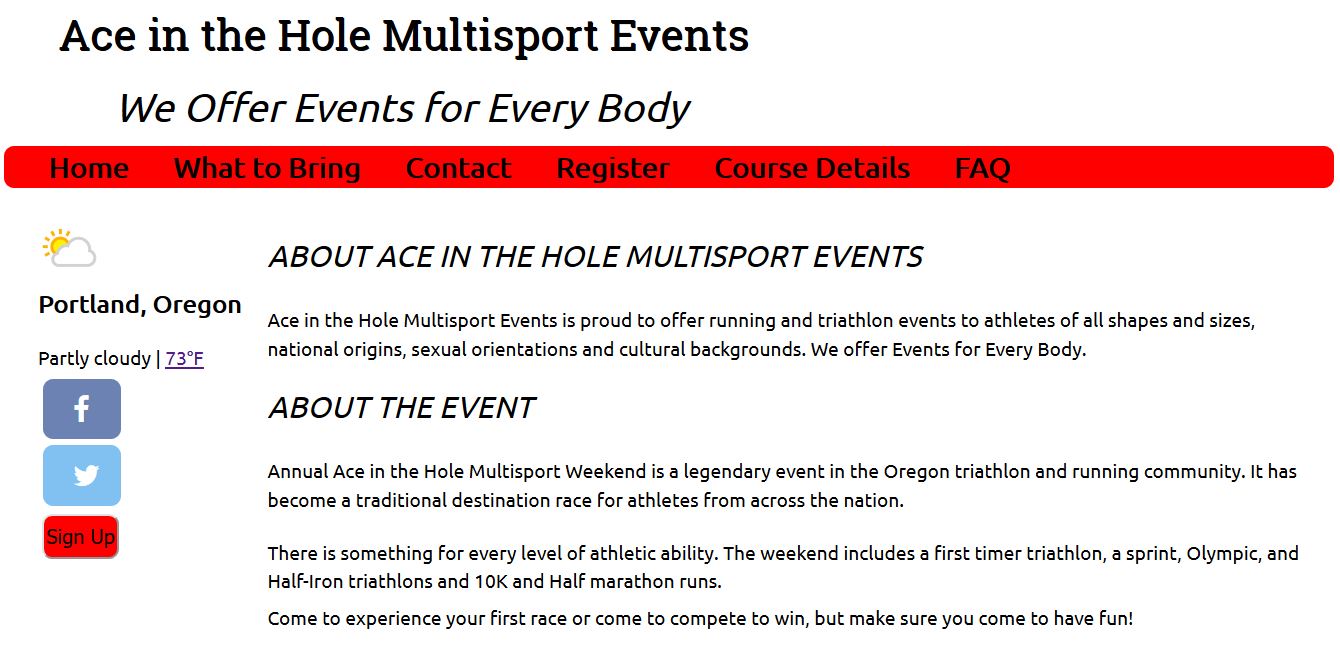 Ace in the Hole Multisport Events
We Offer Events for Every Body
Home What to Bring Contact Register Course Details FAQ
Portland, Oregon
Partly cloudy | 73°F
Sign Up
ABOUT ACE IN THE HOLE MULTISPORT EVENTS
Ace in the Hole Multisport Events is proud to offer running and triathlon events to athletes of all shapes and sizes,
national origins, sexual orientations and cultural backgrounds. We offer Events for Every Body.
ABOUT THE EVENT
Annual Ace in the Hole Multisport Weekend is a legendary event in the Oregon triathlon and running community. It has
become a traditional destination race for athletes from across the nation.
There is something for every level of athletic ability. The weekend includes a first timer triathlon, a sprint, Olympic, and
Half-Iron triathlons and 10K and Half marathon runs.
Come to experience your first race or come to compete to win, but make sure you come to have fun!